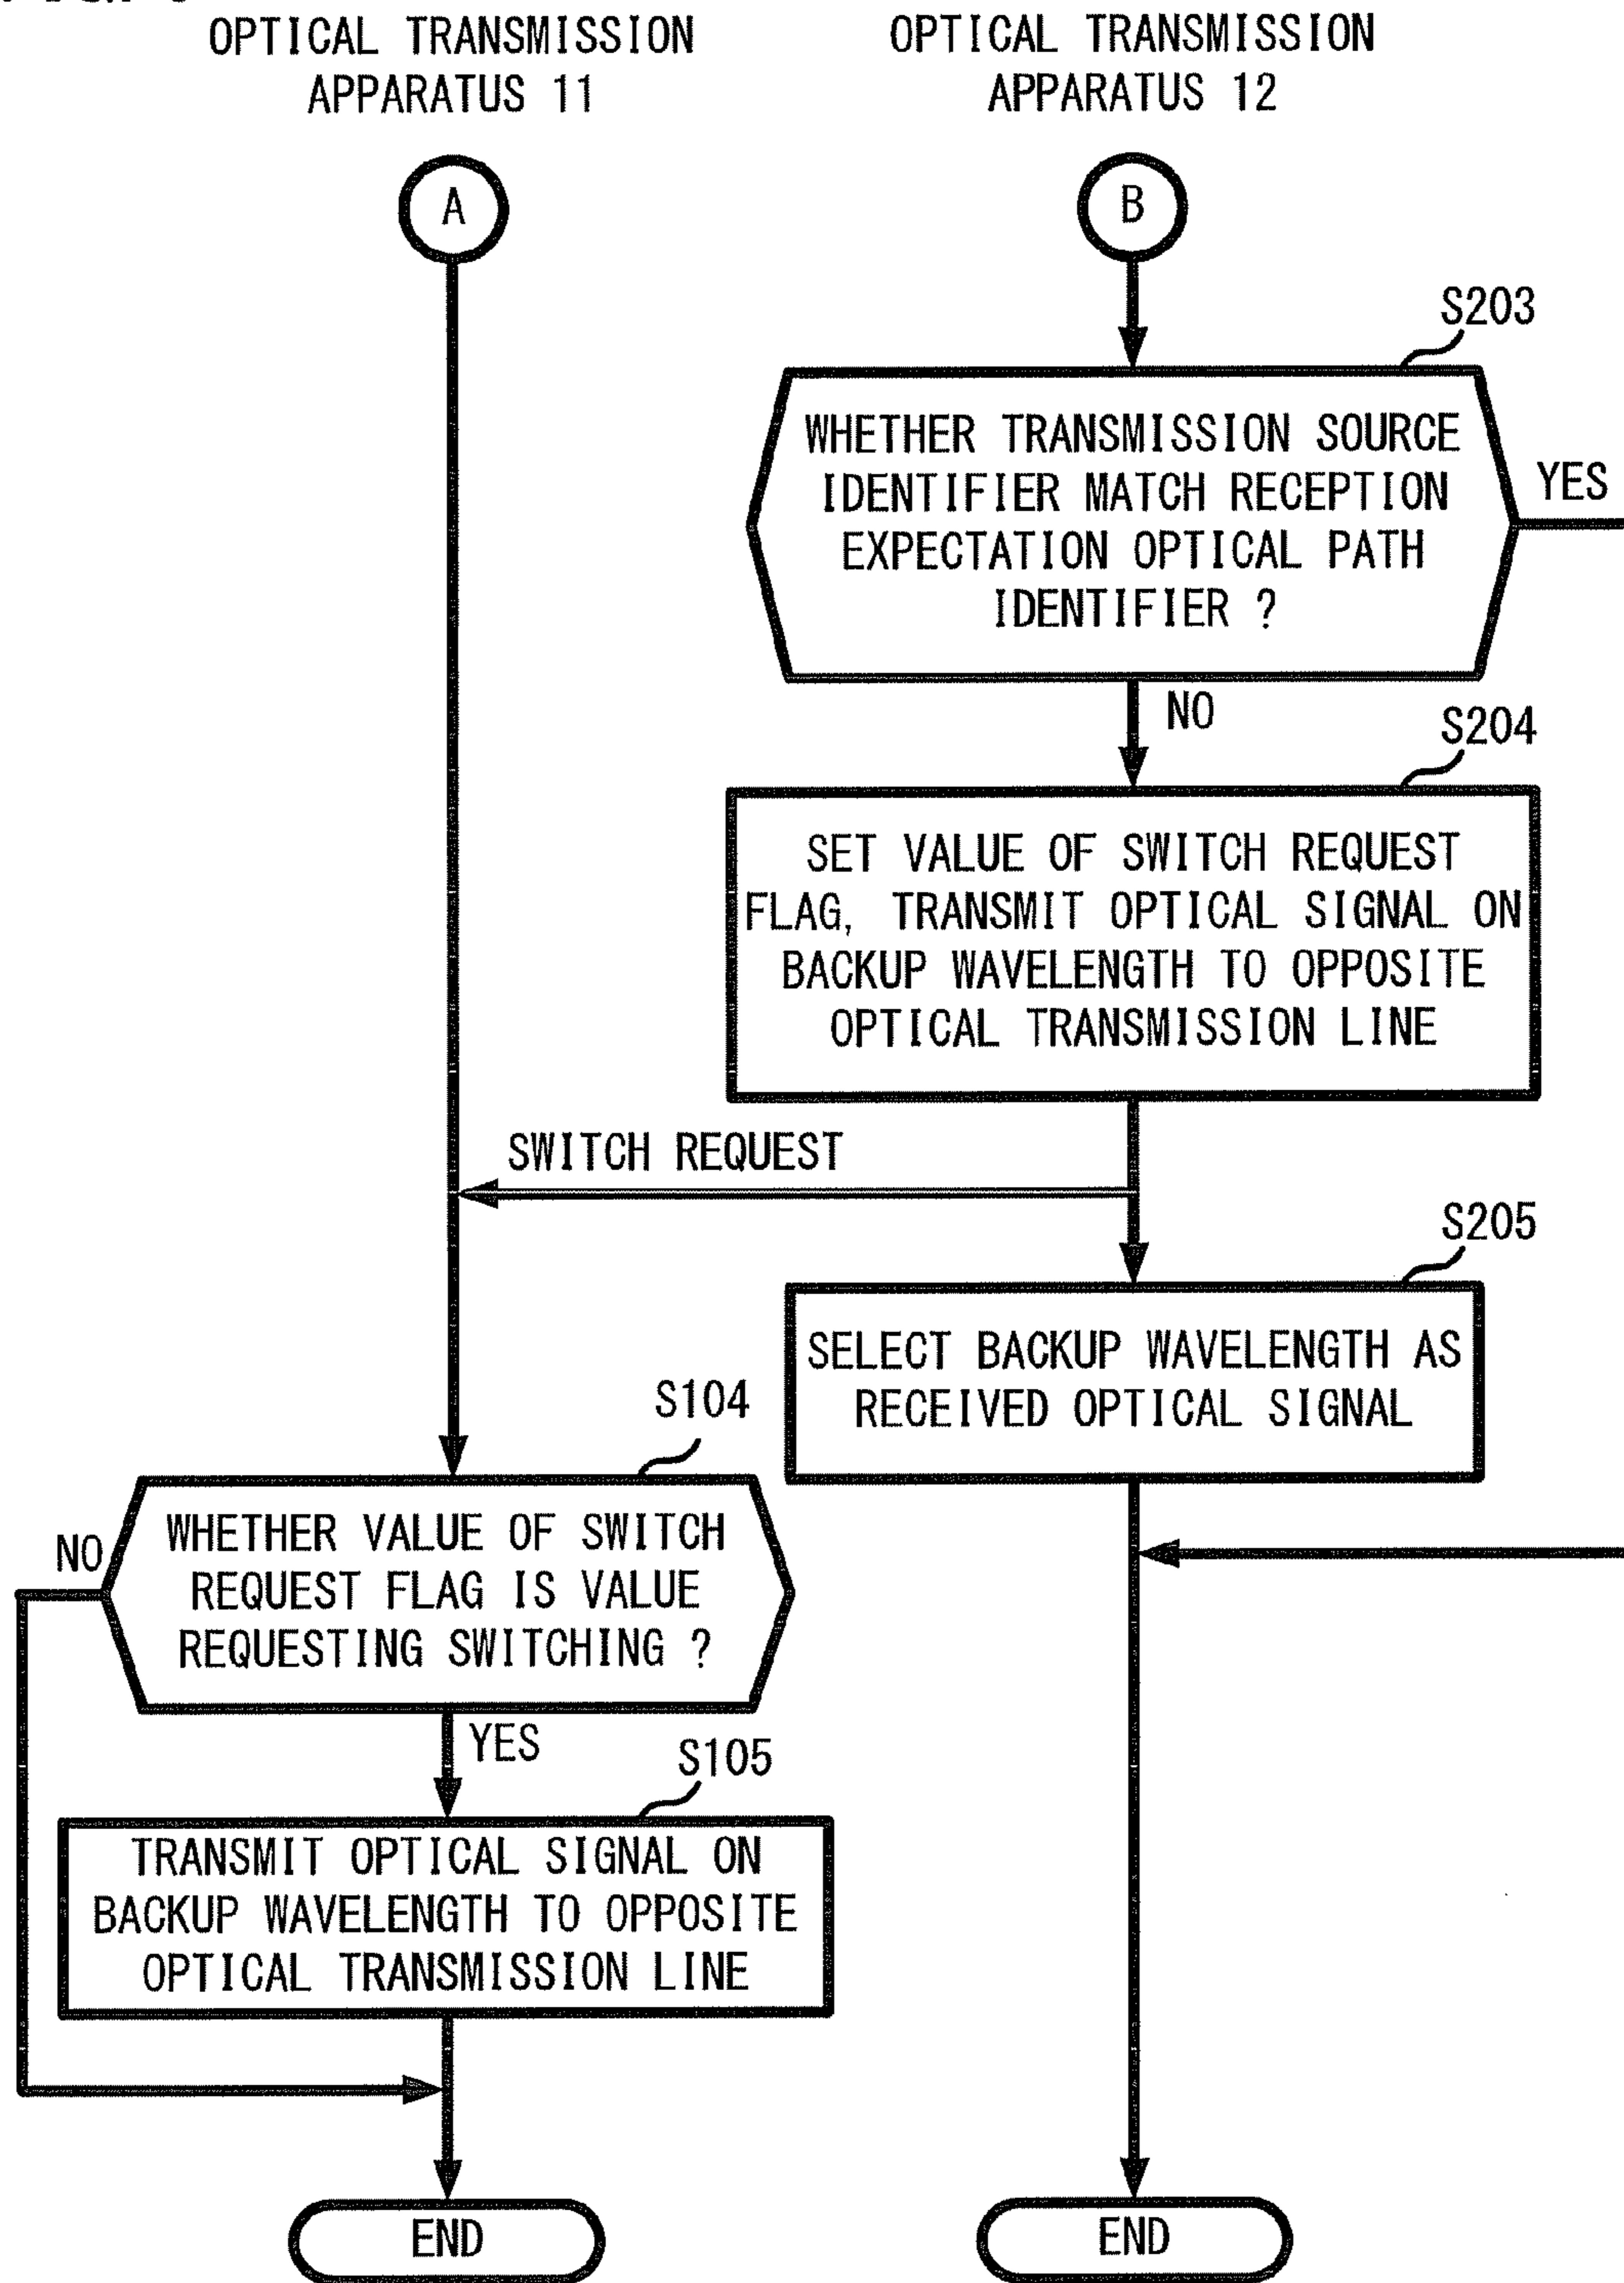 OPTICAL TRANSMISSION
APPARATUS 11
OPTICAL TRANSMISSION
APPARATUS 12
A
B
S203
WHETHER TRANSMISSION SOURCE
IDENTIFIER MATCH RECEPTION
EXPECTATION OPTICAL PATH
IDENTIFIER ?
YES
NO
S204
SET VALUE OF SWITCH REQUEST
FLAG, TRANSMIT OPTICAL SIGNAL ON
BACKUP WAVELENGTH TO OPPOSITE
OPTICAL TRANSMISSION LINE
SWITCH REQUEST
S205
SELECT BACKUP WAVELENGTH AS
RECEIVED OPTICAL SIGNAL
S104
NO
WHETHER VALUE OF SWITCH
REQUEST FLAG IS VALUE
REQUESTING SWITCHING ?
YES
S105
TRANSMIT OPTICAL SIGNAL ON
BACKUP WAVELENGTH TO OPPOSITE
OPTICAL TRANSMISSION LINE
END
END